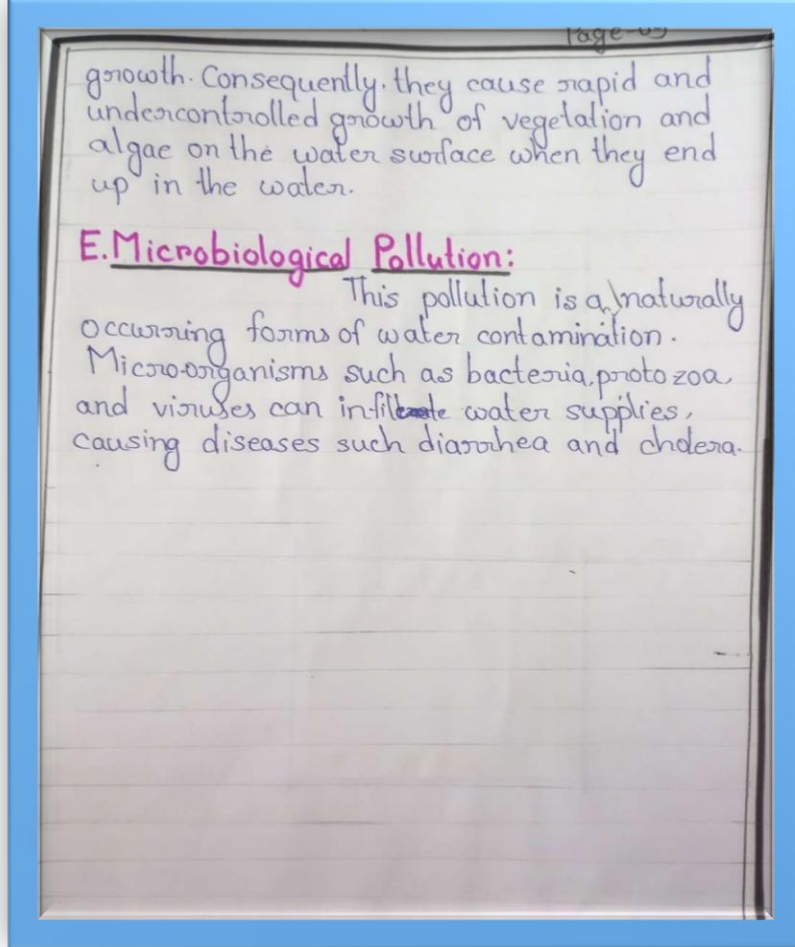 growth. Consequently, they cause rapid and
undercontrolled growth of vegetation and
algae on the water surface when they end
up in the water.
E. Microbiological Pollution:
This pollution is a naturally
occurring forms of water contamination.
Microorganisms such as bacteria, protozoa,
and viruses can infiltrate water supplies,
causing diseases such diarrhea and cholera.